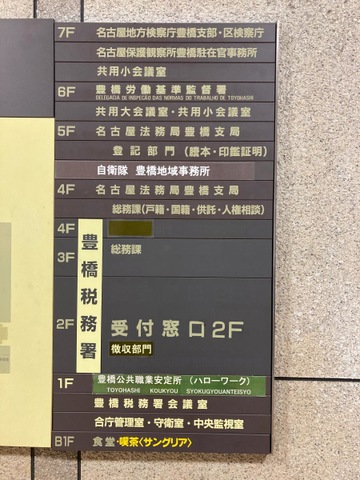 7F 名古屋地方検察庁豊橋支部・区検察庁
名古屋保護観察所豊橋駐在官事務所
共用小会議室
6F 豊橋労働基準監督署
DELEGACIA DE INSPEÇÃO DAS NORMAS DO TRABALHO DE TOYOHASHI
共用大会議室・共用小会議室
5F 名古屋法務局豊橋支局
登記部門(謄本・印鑑証明)
自衛隊 豊橋地域事務所
4F 名古屋法務局豊橋支局
総務課(戸籍・国籍・供託・人権相談)
4F
豊橋税務署
3F 総務課
2F 受付窓口2F
徴収部門
1F 豊橋公共職業安定所(ハローワーク)
TOYOHASHI KOUKYOU SYOKUGYOUANTEISYO
豊橋税務署会議室
合庁管理室・守衛室・中央監視室
B1F 食堂・喫茶〈サングリア〉